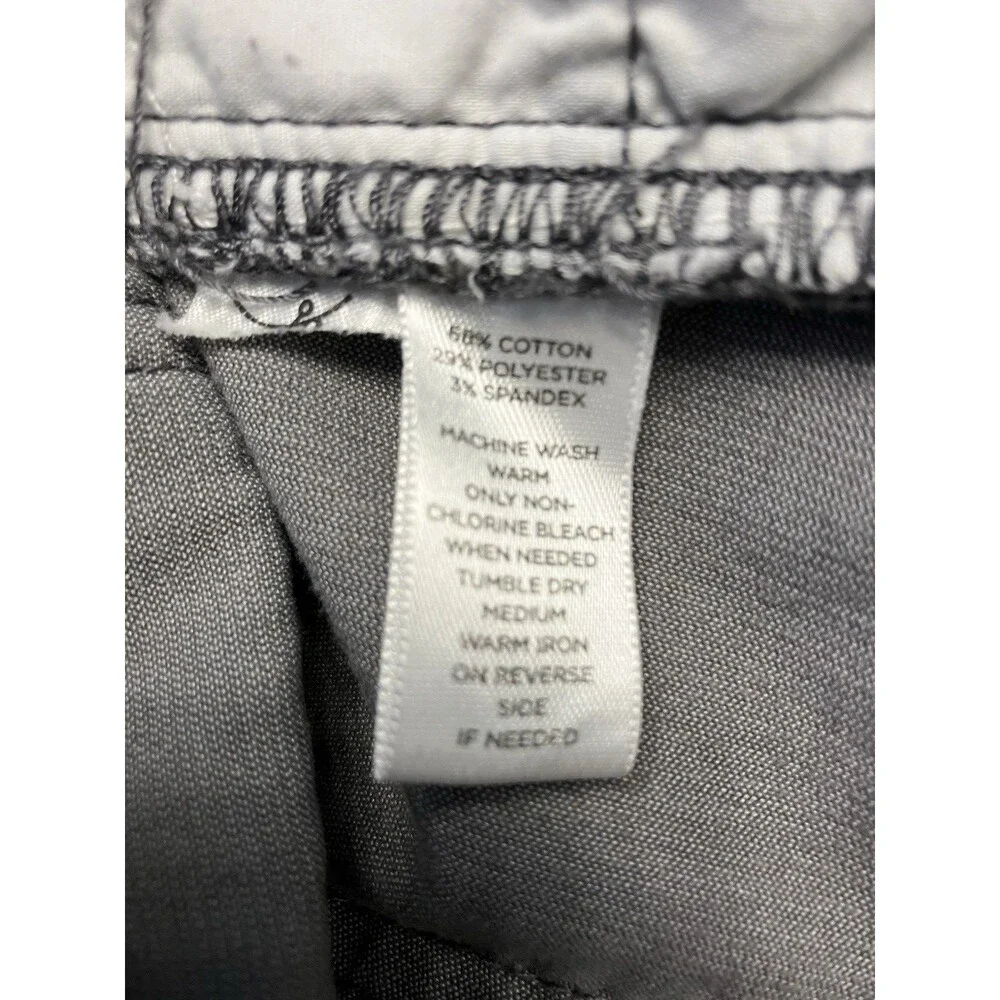 68% COTTON
29% POLYESTER
3% SPANDEX
MACHINE WASH
WARM
ONLY NON-
CHLORINE BLEACH
WHEN NEEDED
TUMBLE DRY
MEDIUM
WARM IRON
ON REVERSE
SIDE
IF NEEDED